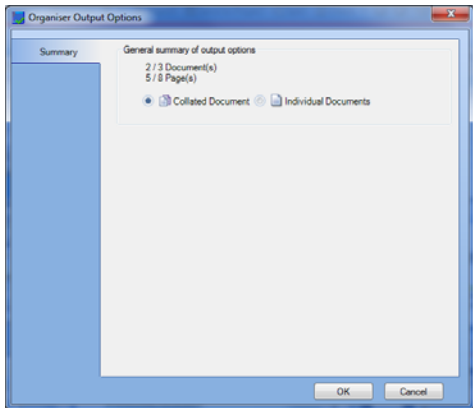 Organiser Output Options
Summary
General summary of output options
2 / 3 Document(s)
5 / 8 Page(s)
Collated Document Individual Documents
OK Cancel